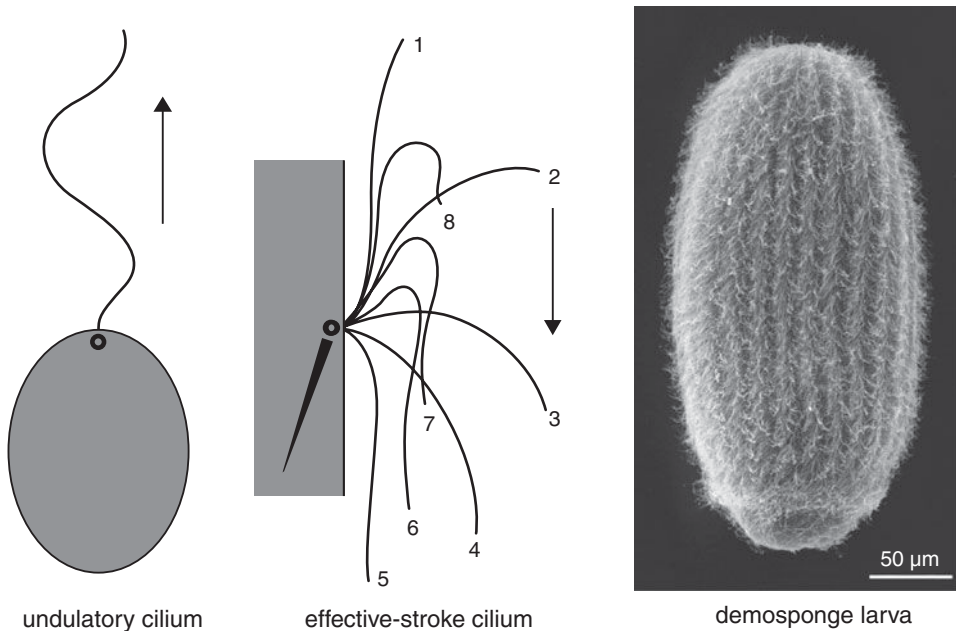 1
2
8
3
7
6
4
5
50 μm
undulatory cilium
effective-stroke cilium
demosponge larva